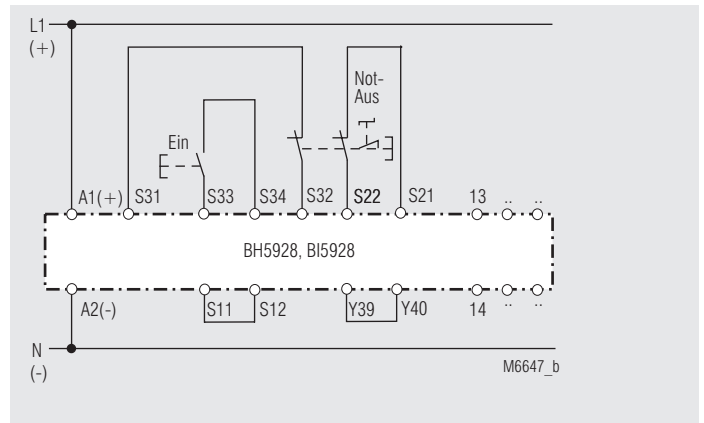 L1
(+)
Not-
Aus
Ein
A1(+) S31 S33 S34 S32 S22 S21 13 .. ..
BH5928, BI5928
A2(-) S11 S12 Y39 Y40 14 .. ..
N
(-)
M6647_b